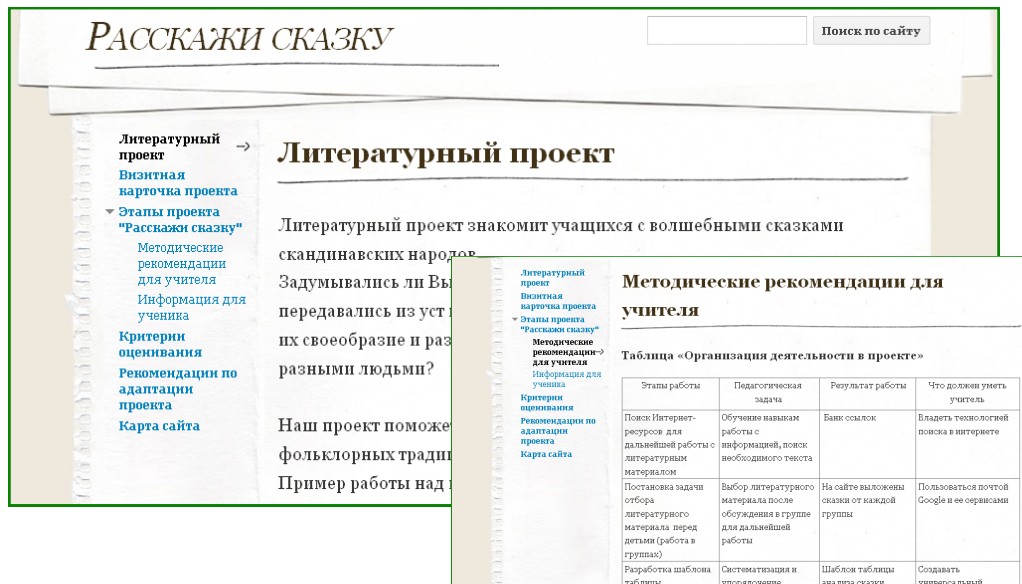 Расскажи сказку
Поиск по сайту
Литературный
проект
Визитная
карточка проекта
Этапы проекта
"Расскажи сказку"
Методические
рекомендации
для учителя
Информация для
ученика
Критерии
оценивания
Рекомендации по
адаптации
проекта
Карта сайта
Литературный проект
Литературный проект знакомит учащихся с волшебными сказками
скандинавских народов.
Задумывались ли Вы
передавались из уст
их своеобразие и раз
разными людьми?
Наш проект поможе
фольклорных тради
Пример работы над
Литературный
проект
Визитная
карточка проекта
Этапы проекта
"Расскажи сказку"
Методические
рекомендации
для учителя
Информация для
ученика
Критерии
оценивания
Рекомендации по
адаптации
проекта
Карта сайта
Методические рекомендации для
учителя
Таблица «Организация деятельности в проекте»
Этапы работы
Педагогическая
задача
Результат работы
Что должен уметь
учитель
Поиск Интернет-
ресурсов для
дальнейшей работы с
литературным
материалом
Обучение навыкам
работы с
информацией, поиск
необходимого текста
Банк ссылок
Владеть технологией
поиска в интернете
Постановка задачи
отбора
литературного
материала перед
детьми (работа в
группах)
Выбор литературного
материала после
обсуждения в группе
для дальнейшей
работы
На сайте выложены
сказки от каждой
группы
Пользоваться почтой
Google и ее сервисами
Разработка шаблона
таблицы
Систематизация и
упорядочение
Шаблон таблицы
анализа сказки
Создавать
универсальный